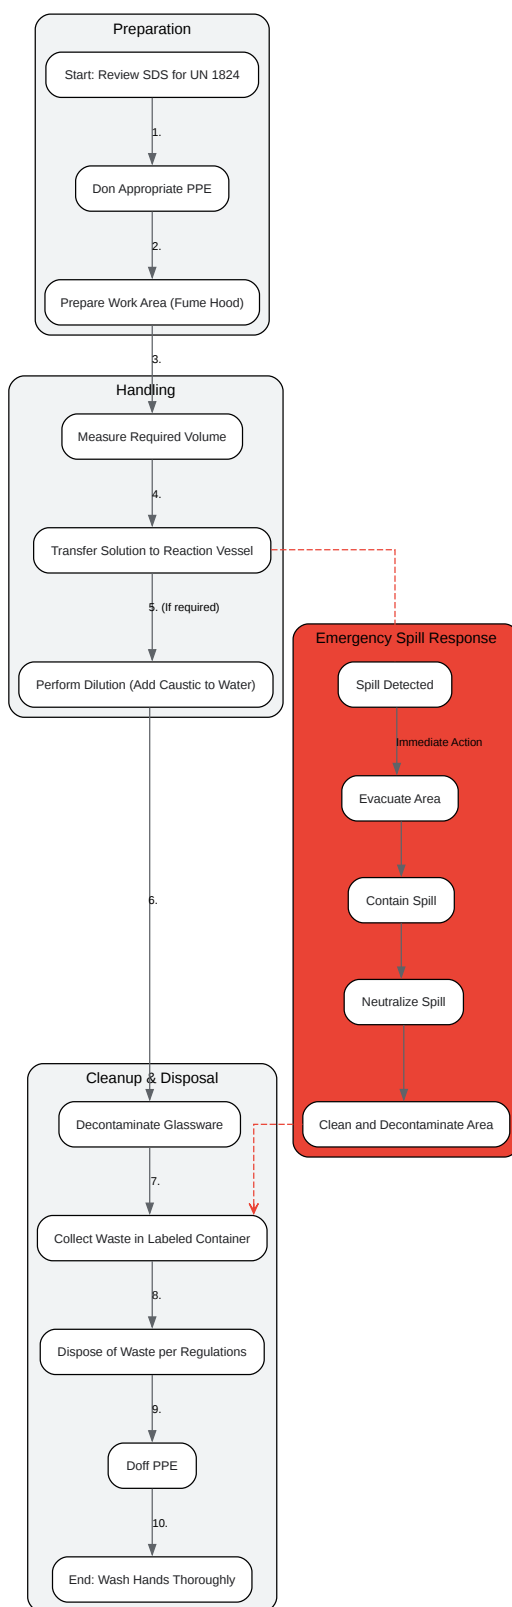 Preparation
Start: Review SDS for UN 1824
1.
Don Appropriate PPE
2.
Prepare Work Area (Fume Hood)
3.
Handling
Measure Required Volume
4.
Transfer Solution to Reaction Vessel
5. (If required)
Perform Dilution (Add Caustic to Water)
Emergency Spill Response
Spill Detected
Immediate Action
Evacuate Area
Contain Spill
Neutralize Spill
Clean and Decontaminate Area
6.
Cleanup & Disposal
Decontaminate Glassware
7.
Collect Waste in Labeled Container
8.
Dispose of Waste per Regulations
9.
Doff PPE
10.
End: Wash Hands Thoroughly